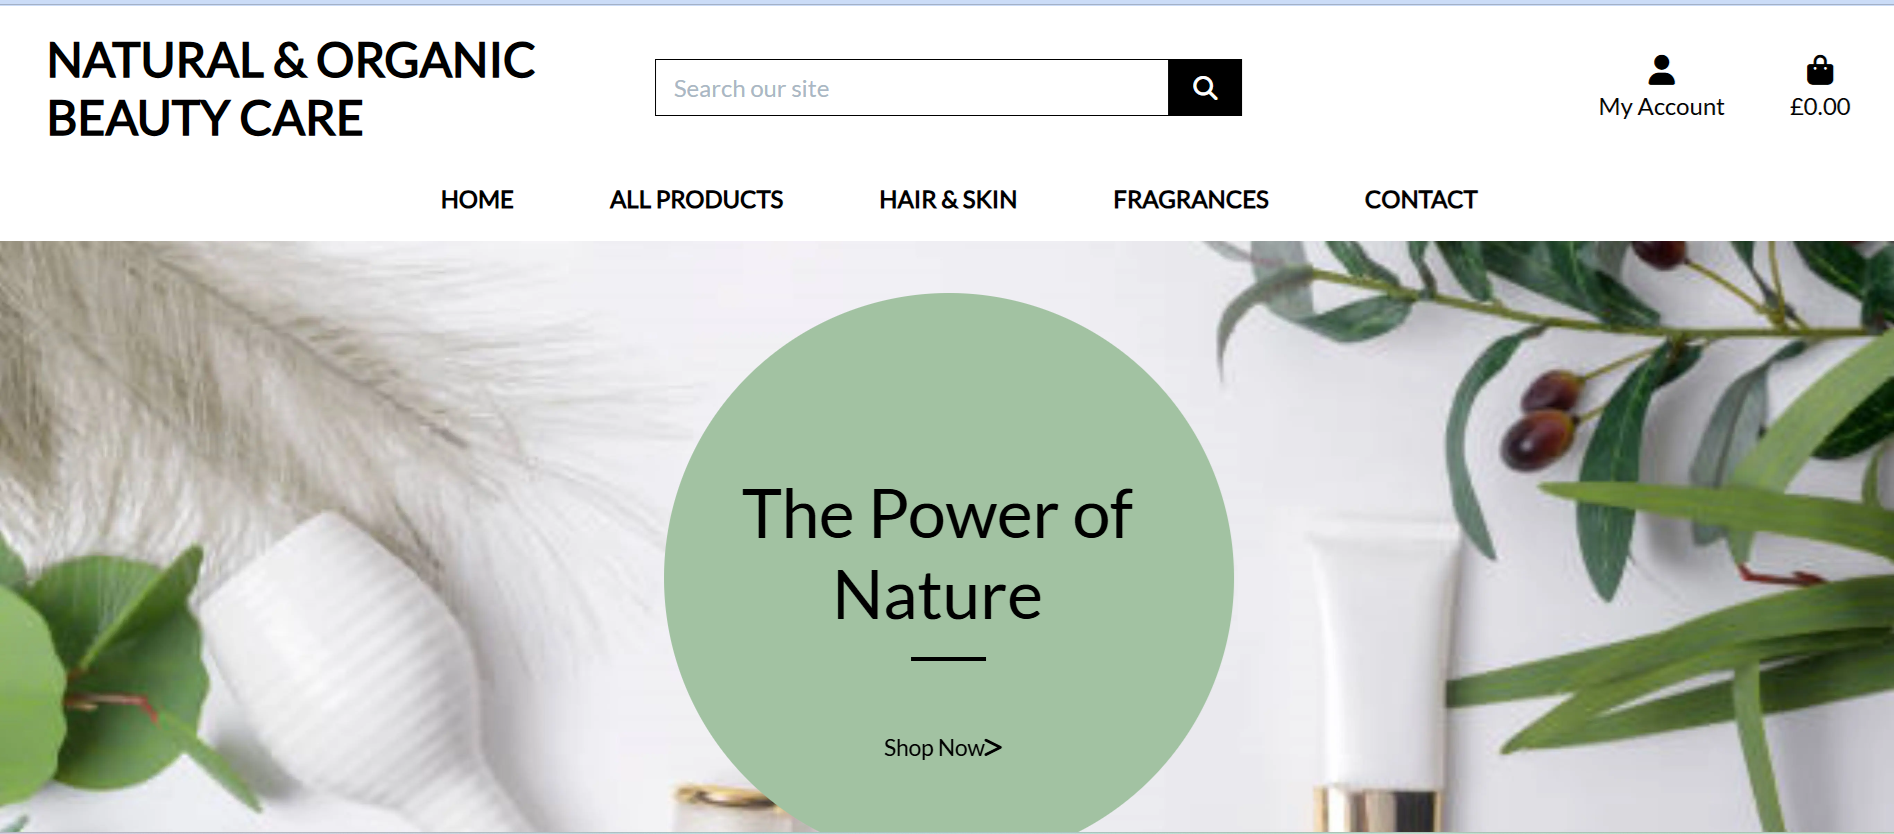 NATURAL & ORGANIC
BEAUTY CARE
Search our site
My Account
£0.00
HOME
ALL PRODUCTS
HAIR & SKIN
FRAGRANCES
CONTACT
The Power of
Nature
Shop Now>